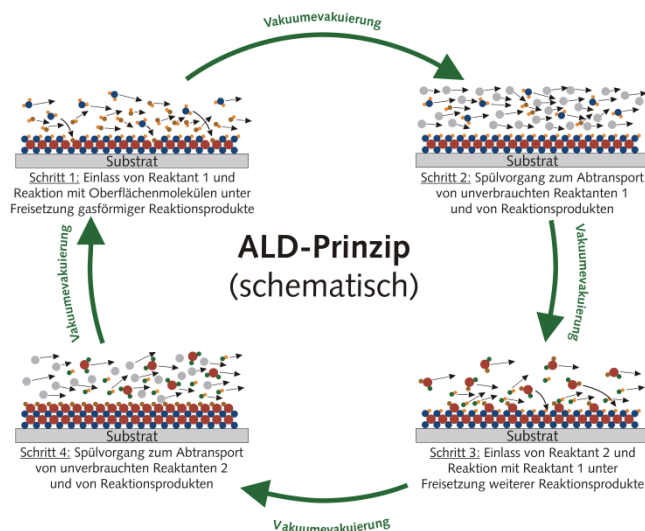 Vakuumevakuierung
Substrat
Schritt 1: Einlass von Reaktant 1 und
Reaktion mit Oberflächenmolekülen unter
Freisetzung gasförmiger Reaktionsprodukte
Substrat
Schritt 2: Spülvorgang zum Abtransport
von unverbrauchten Reaktanten 1
und von Reaktionsprodukten
Vakuumevakuierung
ALD-Prinzip
(schematisch)
Vakuumevakuierung
Substrat
Schritt 4: Spülvorgang zum Abtransport
von unverbrauchten Reaktanten 2
und von Reaktionsprodukten
Substrat
Schritt 3: Einlass von Reaktant 2 und
Reaktion mit Reaktant 1 unter
Freisetzung weiterer Reaktionsprodukte
Vakuumevakuierung